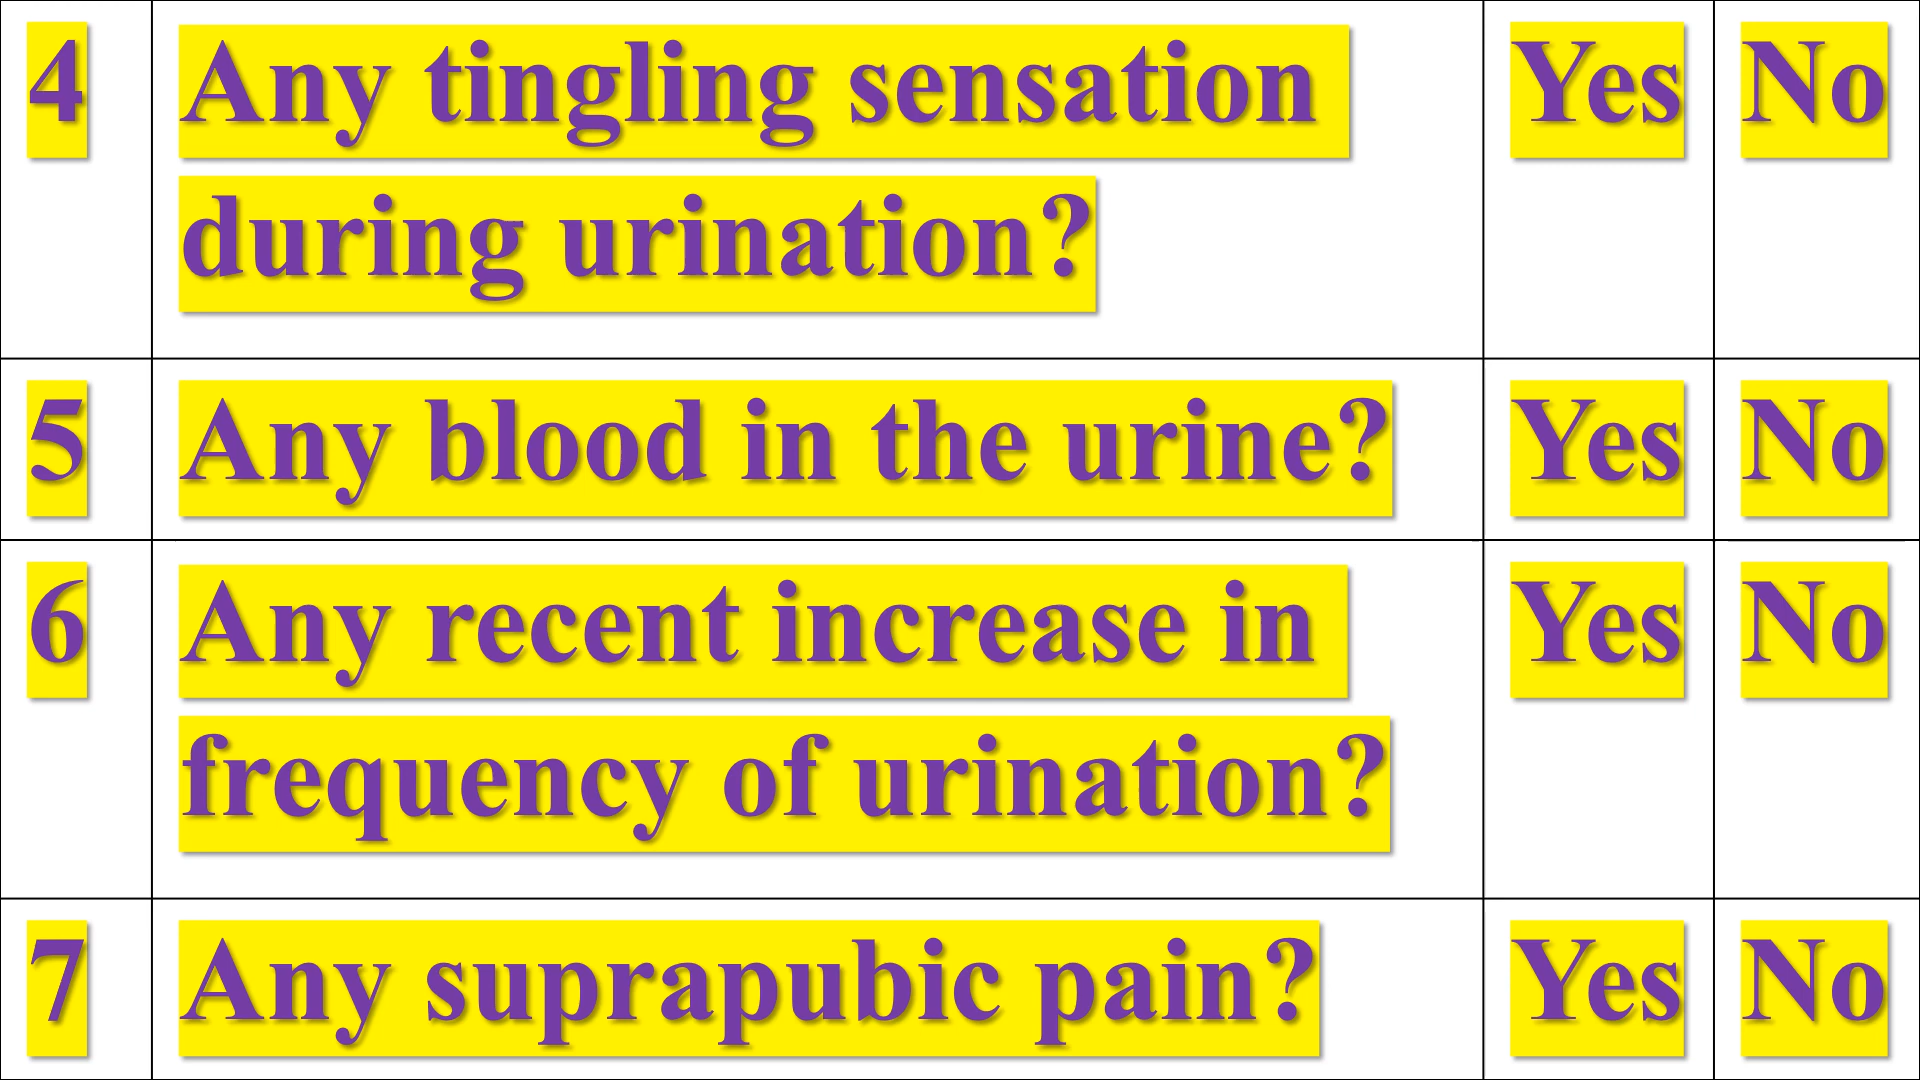 4 Any tingling sensation Yes No
during urination?
5 Any blood in the urine? Yes No
6 Any recent increase in Yes No
frequency of urination?
7 Any suprapubic pain? Yes No